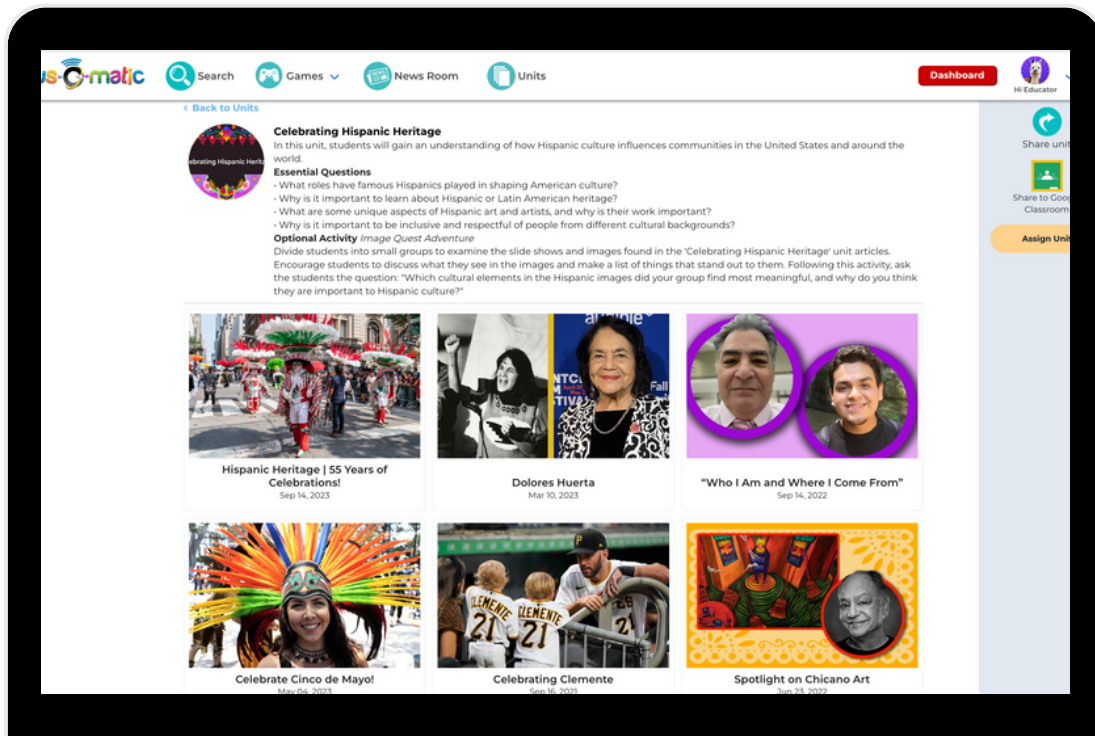 us-O-matic
Search
Games
News Room
Units
Dashboard
Hi Educator
‹ Back to Units
Share unit
Share to Goo
Classroom
Assign Unit
ebrating Hispanic Herita
Celebrating Hispanic Heritage
In this unit, students will gain an understanding of how Hispanic culture influences communities in the United States and around the
world.
Essential Questions
- What roles have famous Hispanics played in shaping American culture?
- Why is it important to learn about Hispanic or Latin American heritage?
- What are some unique aspects of Hispanic art and artists, and why is their work important?
- Why is it important to be inclusive and respectful of people from different cultural backgrounds?
Optional Activity Image Quest Adventure
Divide students into small groups to examine the slide shows and images found in the 'Celebrating Hispanic Heritage' unit articles.
Encourage students to discuss what they see in the images and make a list of things that stand out to them. Following this activity, ask
the students the question: "Which cultural elements in the Hispanic images did your group find most meaningful, and why do you think
they are important to Hispanic culture?"
audible
Fall
Hispanic Heritage | 55 Years of
Celebrations!
Sep 14, 2023
Dolores Huerta
Mar 10, 2023
“Who I Am and Where I Come From”
Sep 14, 2022
P
CLEMENTE
21
CLEMENTE
21
ES
21
Celebrate Cinco de Mayo!
May 04, 2023
Celebrating Clemente
Sep 16, 2021
Spotlight on Chicano Art
Jun 23, 2022